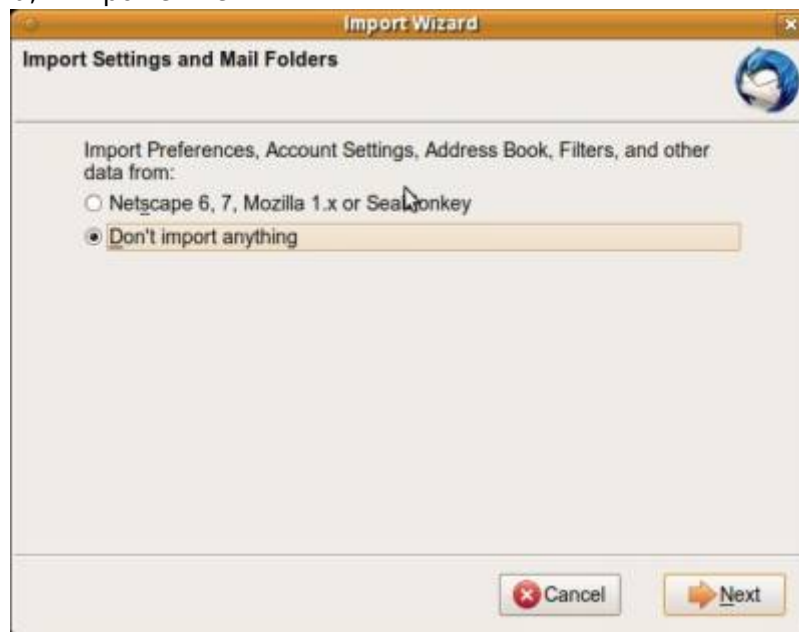 Import Wizard
Import Settings and Mail Folders
Import Preferences, Account Settings, Address Book, Filters, and other
data from:
Netscape 6, 7, Mozilla 1.x or SeaMonkey
Don't import anything
Cancel
Next